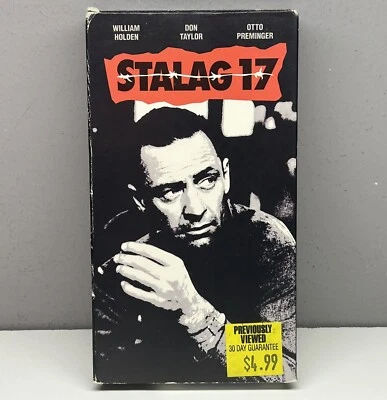 WILLIAM HOLDEN
DON TAYLOR
OTTO PREMINGER
STALAG 17
PREVIOUSLY
VIEWED
30 DAY GUARANTEE
$4.99